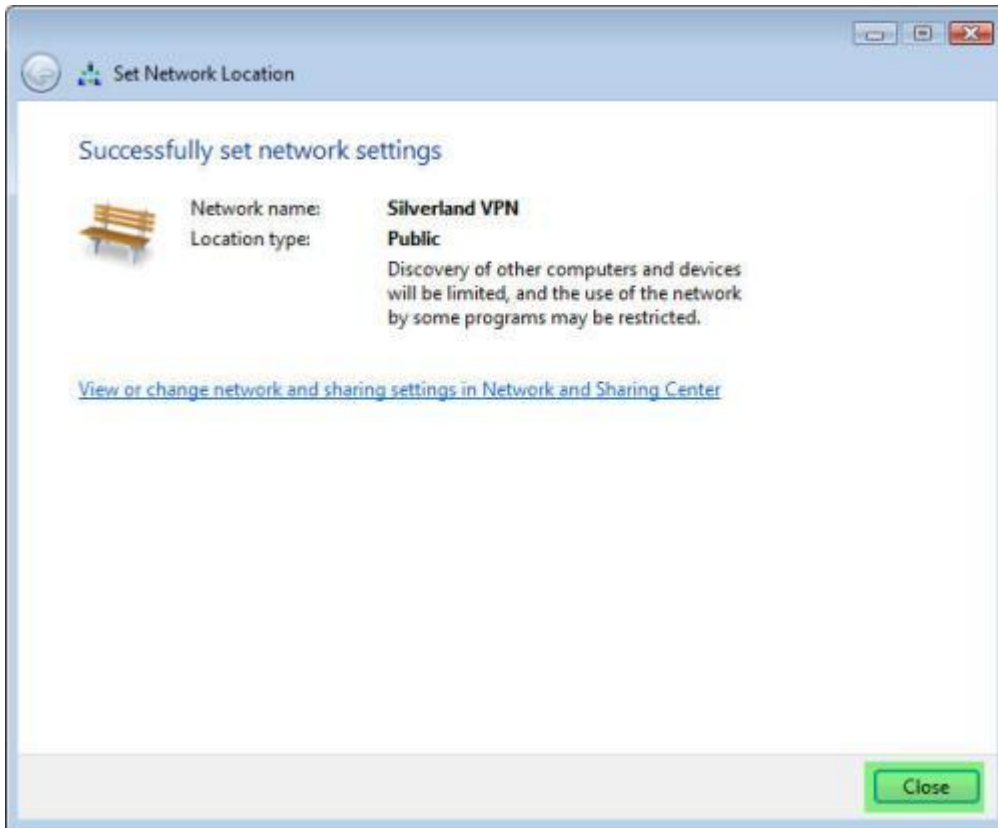 Set Network Location
Successfully set network settings
Network name: Silverland VPN
Location type: Public
Discovery of other computers and devices
will be limited, and the use of the network
by some programs may be restricted.
View or change network and sharing settings in Network and Sharing Center
Close